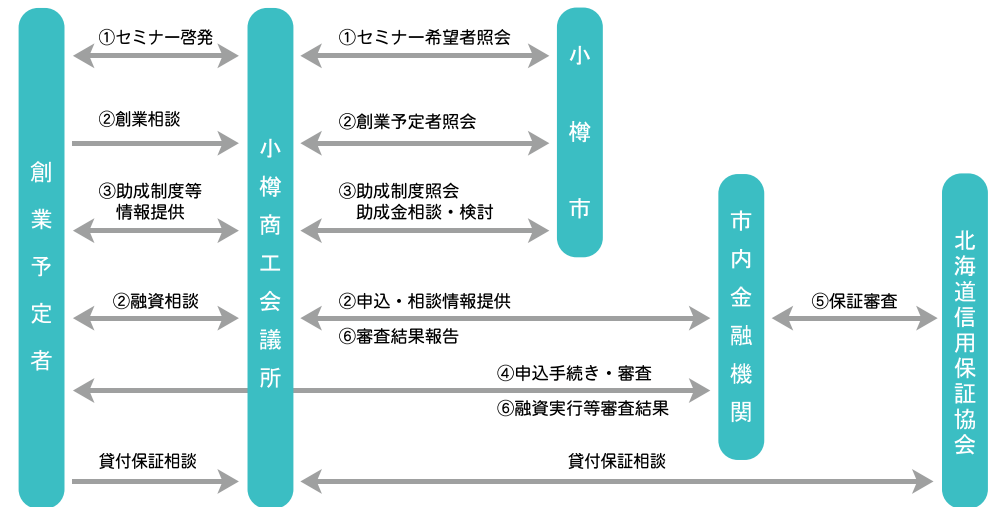 ①セミナー啓発
①セミナー希望者照会
②創業相談
②創業予定者照会
③助成制度等
情報提供
③助成制度照会
助成金相談・検討
②融資相談
②申込・相談情報提供
⑤保証審査
⑥審査結果報告
④申込手続き・審査
⑥融資実行等審査結果
貸付保証相談
貸付保証相談
創業予定者
小樽商工会議所
小樽市
市内金融機関
北海道信用保証協会